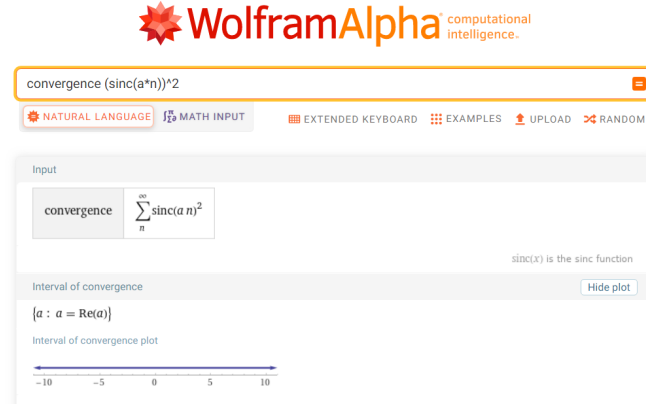 WolframAlpha computational intelligence.
convergence (sinc(a*n))^2
NATURAL LANGUAGE MATH INPUT EXTENDED KEYBOARD EXAMPLES UPLOAD RANDOM
Input
convergence ∑_n^∞ sinc(a n)²
sinc(x) is the sinc function
Interval of convergence Hide plot
{a : a = Re(a)}
Interval of convergence plot
-10 -5 0 5 10